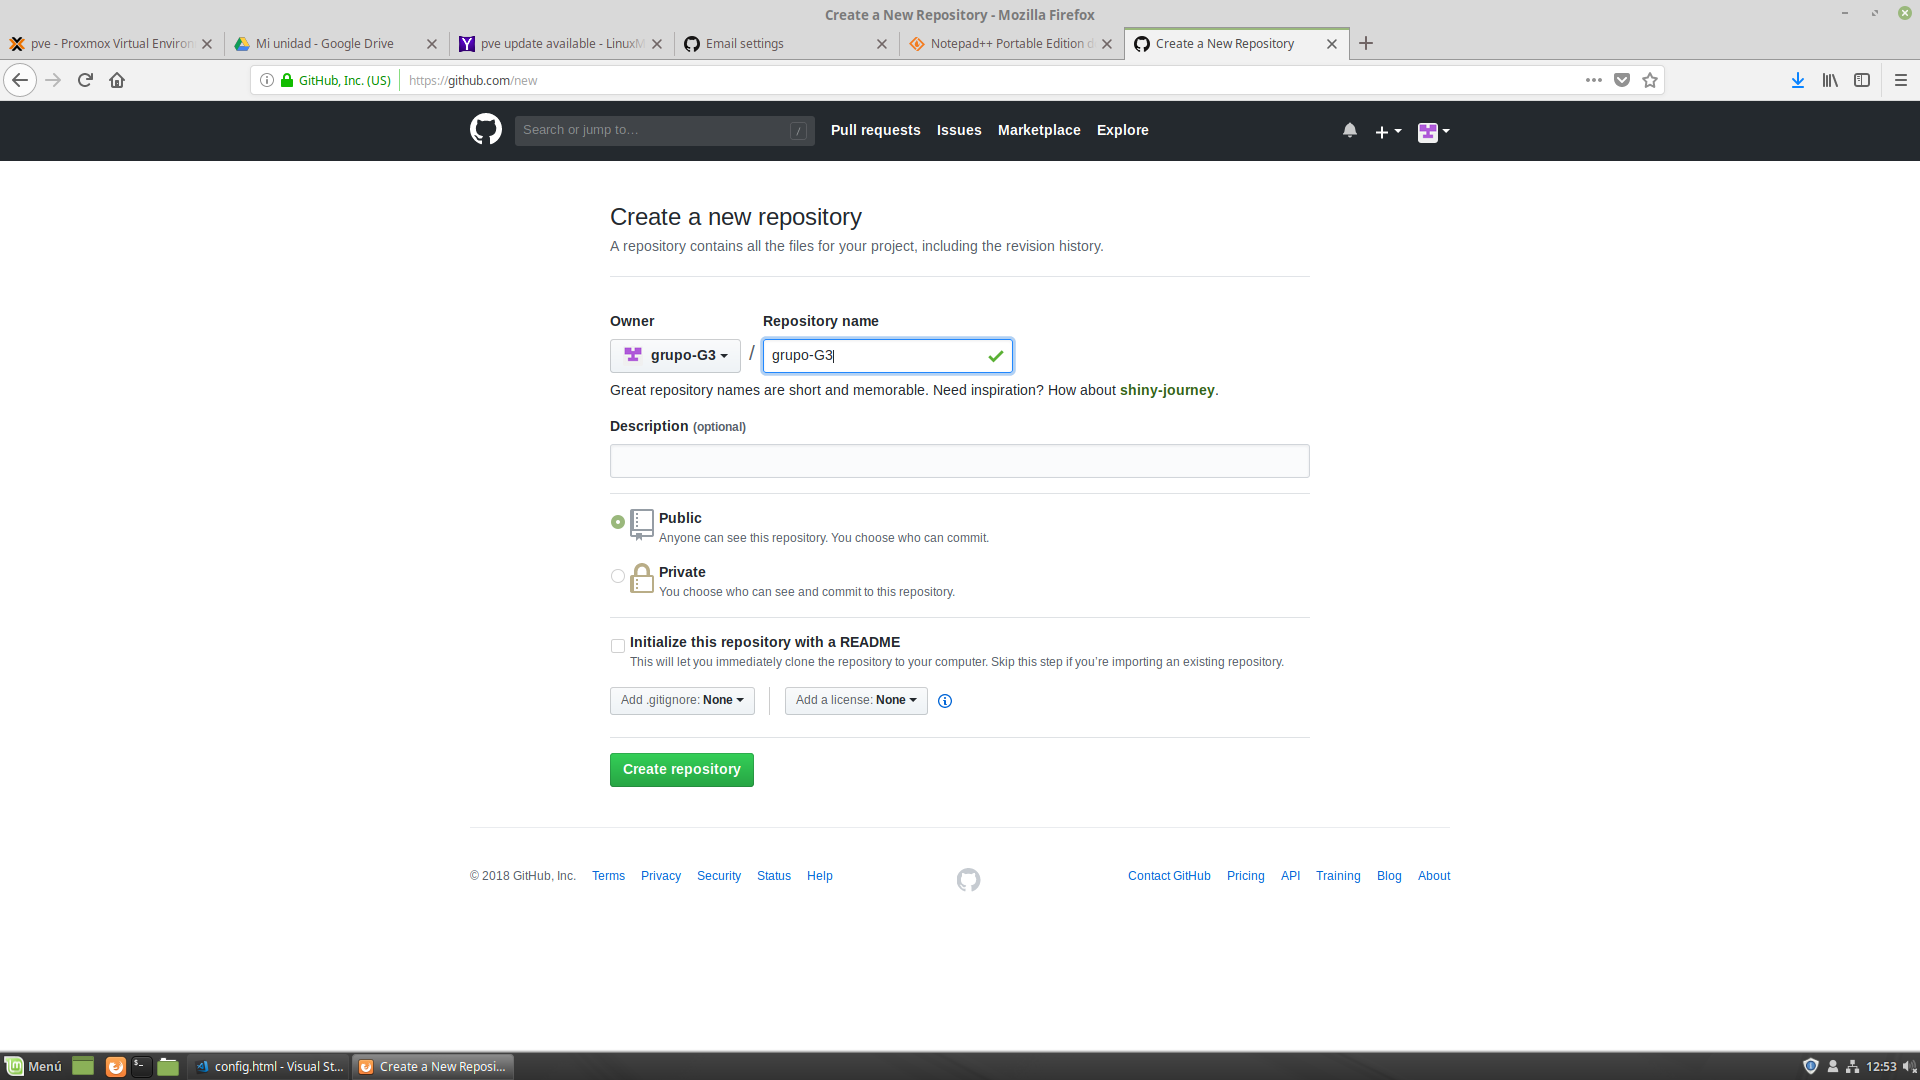 Create a New Repository - Mozilla Firefox
pve - Proxmox Virtual Environ
Mi unidad - Google Drive
pve update available - LinuxM
Email settings
Notepad++ Portable Edition d
Create a New Repository
GitHub, Inc. (US)
https://github.com/new
Search or jump to…
/
Pull requests
Issues
Marketplace
Explore
Create a new repository
A repository contains all the files for your project, including the revision history.
Owner
Repository name
grupo-G3
/
grupo-G3
Great repository names are short and memorable. Need inspiration? How about shiny-journey.
Description (optional)
Public
Anyone can see this repository. You choose who can commit.
Private
You choose who can see and commit to this repository.
Initialize this repository with a README
This will let you immediately clone the repository to your computer. Skip this step if you’re importing an existing repository.
Add .gitignore: None
Add a license: None
Create repository
© 2018 GitHub, Inc.
Terms
Privacy
Security
Status
Help
Contact GitHub
Pricing
API
Training
Blog
About
Menú
config.html - Visual St...
Create a New Reposi...
12:53